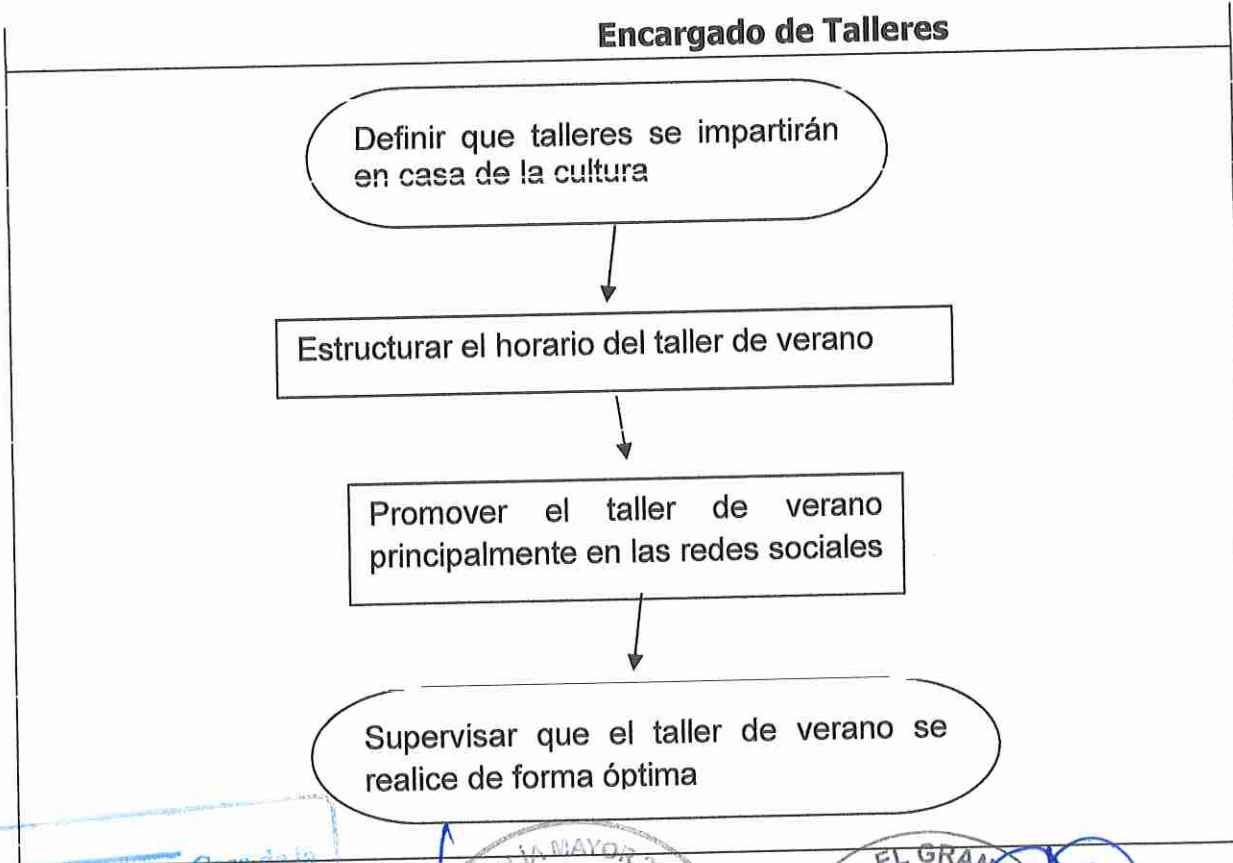 Encargado de Talleres
Definir que talleres se impartirán
en casa de la cultura
Estructurar el horario del taller de verano
Promover el taller de verano
principalmente en las redes sociales
Supervisar que el taller de verano se
realice de forma óptima
MAYOR
EL GRAN